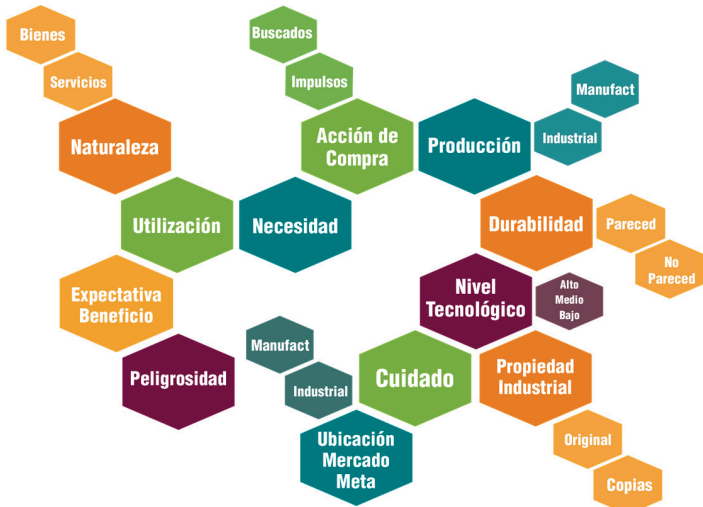 Bienes
Servicios
Naturaleza
Utilización
Necesidad
Expectativa
Beneficio
Peligrosidad
Buscados
Impulsos
Acción de
Compra
Producción
Manufact
Industrial
Durabilidad
Pareced
No
Pareced
Nivel
Tecnológico
Alto
Medio
Bajo
Propiedad
Industrial
Original
Copias
Cuidado
Manufact
Industrial
Ubicación
Mercado
Meta